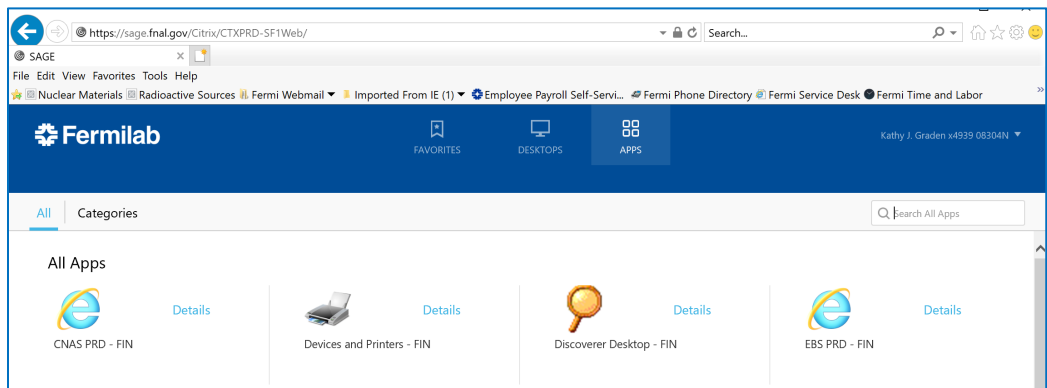 https://sage.fnal.gov/Citrix/CTXPRD-SF1Web/ Search...
SAGE
File Edit View Favorites Tools Help
Nuclear Materials Radioactive Sources Fermi Webmail Imported From IE (1) Employee Payroll Self-Servi... Fermi Phone Directory Fermi Service Desk Fermi Time and Labor »
Fermilab
FAVORITES DESKTOPS APPS
Kathy J. Graden x4939 08304N
All Categories
Search All Apps
All Apps
Details Details Details Details
CNAS PRD - FIN Devices and Printers - FIN Discoverer Desktop - FIN EBS PRD - FIN